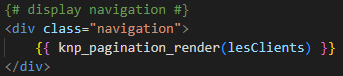 {# display navigation #}
<div class="navigation">
    {{ knp_pagination_render(lesClients) }}
</div>